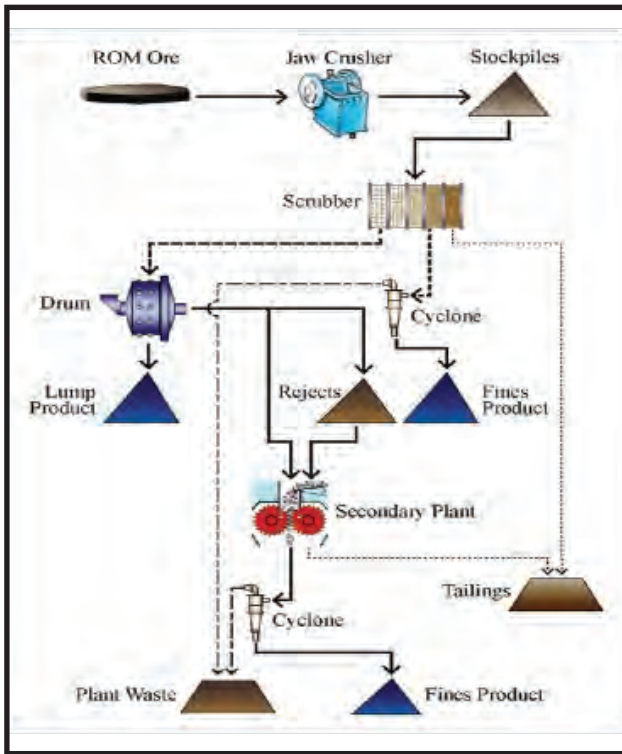 ROM Ore
Jaw Crusher
Stockpiles
Scrubber
Drum
Cyclone
Lump
Product
Rejects
Fines
Product
Secondary Plant
Tailings
Cyclone
Plant Waste
Fines Product